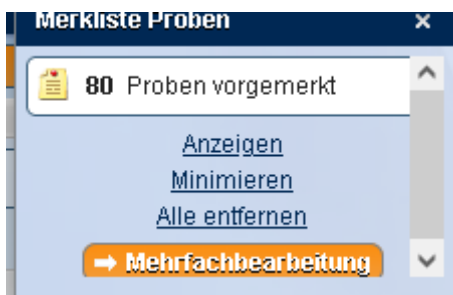 Merkliste Proben ×
80 Proben vorgemerkt
Anzeigen
Minimieren
Alle entfernen
➡ Mehrfachbearbeitung